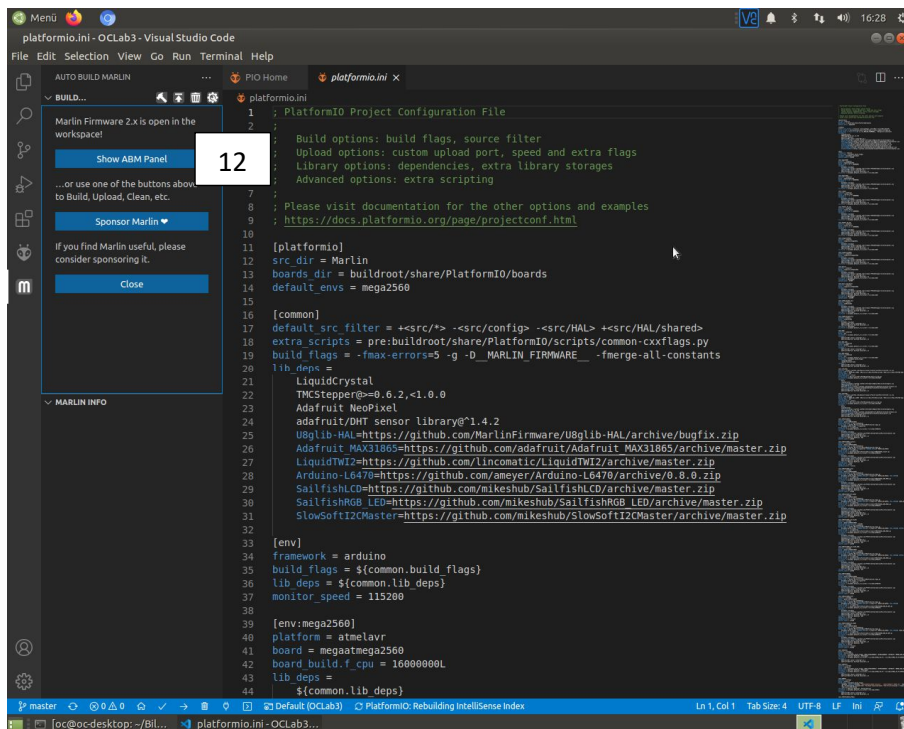 Menü
16:28
platformio.ini - OCLab3 - Visual Studio Code
File Edit Selection View Go Run Terminal Help
AUTO BUILD MARLIN ...
BUILD...
Marlin Firmware 2.x is open in the
workspace!
Show ABM Panel
...or use one of the buttons above
to Build, Upload, Clean, etc.
Sponsor Marlin ❤
If you find Marlin useful, please
consider sponsoring it.
Close
MARLIN INFO
12
PIO Home platformio.ini ×
platformio.ini
1 ; PlatformIO Project Configuration File
2 ;
; Build options: build flags, source filter
; Upload options: custom upload port, speed and extra flags
; Library options: dependencies, extra library storages
; Advanced options: extra scripting
7 ;
8 ; Please visit documentation for the other options and examples
9 ; https://docs.platformio.org/page/projectconf.html
10
11 [platformio]
12 src_dir = Marlin
13 boards_dir = buildroot/share/PlatformIO/boards
14 default_envs = mega2560
15
16 [common]
17 default_src_filter = +<src/*> -<src/config> -<src/HAL> +<src/HAL/shared>
18 extra_scripts = pre:buildroot/share/PlatformIO/scripts/common-cxxflags.py
19 build_flags = -fmax-errors=5 -g -D__MARLIN_FIRMWARE__ -fmerge-all-constants
20 lib_deps =
21 LiquidCrystal
22 TMCStepper@>=0.6.2,<1.0.0
23 Adafruit NeoPixel
24 adafruit/DHT sensor library@^1.4.2
25 U8glib-HAL=https://github.com/MarlinFirmware/U8glib-HAL/archive/bugfix.zip
26 Adafruit_MAX31865=https://github.com/adafruit/Adafruit_MAX31865/archive/master.zip
27 LiquidTWI2=https://github.com/lincomatic/LiquidTWI2/archive/master.zip
28 Arduino-L6470=https://github.com/ameyer/Arduino-L6470/archive/0.8.0.zip
29 SailfishLCD=https://github.com/mikeshub/SailfishLCD/archive/master.zip
30 SailfishRGB_LED=https://github.com/mikeshub/SailfishRGB_LED/archive/master.zip
31 SlowSoftI2CMaster=https://github.com/mikeshub/SlowSoftI2CMaster/archive/master.zip
32
33 [env]
34 framework = arduino
35 build_flags = ${common.build_flags}
36 lib_deps = ${common.lib_deps}
37 monitor_speed = 115200
38
39 [env:mega2560]
40 platform = atmelavr
41 board = megaatmega2560
42 board_build.f_cpu = 16000000L
43 lib_deps =
44 ${common.lib_deps}
master 0 0 Default (OCLab3) PlatformIO: Rebuilding IntelliSense Index Ln 1, Col 1 Tab Size: 4 UTF-8 LF Ini
[oc@oc-desktop: ~/Bil... platformio.ini - OCLab3...